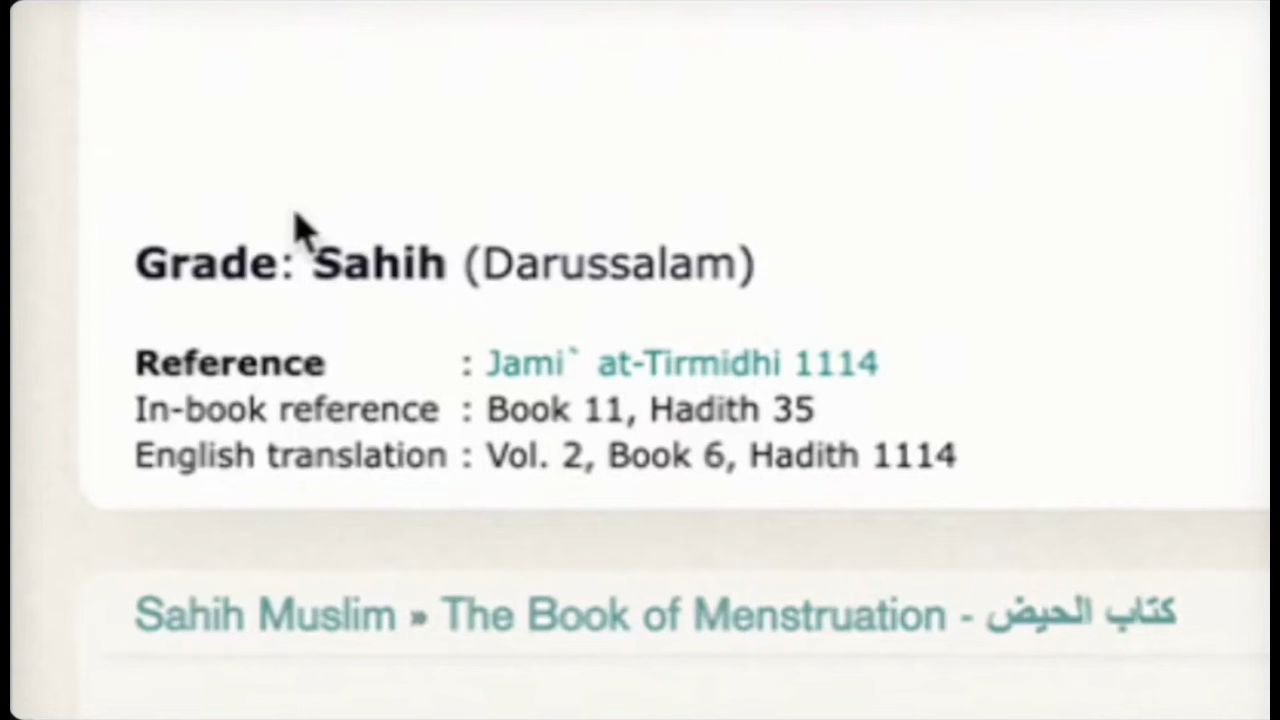 Grade: Sahih (Darussalam)
Reference : Jami` at-Tirmidhi 1114
In-book reference : Book 11, Hadith 35
English translation : Vol. 2, Book 6, Hadith 1114
Sahih Muslim » The Book of Menstruation - كتاب الحيض